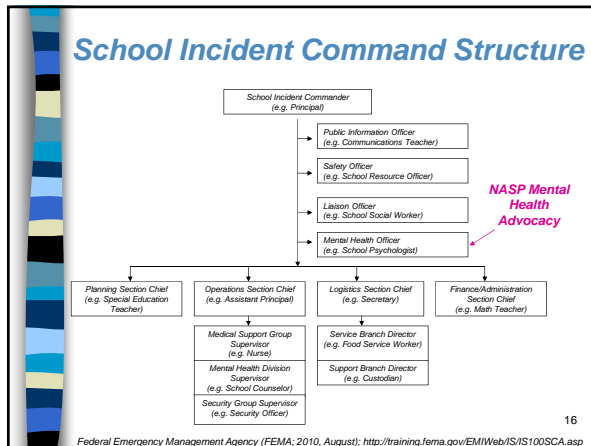 School Incident Command Structure
School Incident Commander
(e.g. Principal)
Public Information Officer
(e.g. Communications Teacher)
Safety Officer
(e.g. School Resource Officer)
Liaison Officer
(e.g. School Social Worker)
Mental Health Officer
(e.g. School Psychologist)
NASP Mental
Health
Advocacy
Planning Section Chief
(e.g. Special Education
Teacher)
Operations Section Chief
(e.g. Assistant Principal)
Logistics Section Chief
(e.g. Secretary)
Finance/Administration
Section Chief
(e.g. Math Teacher)
Medical Support Group
Supervisor
(e.g. Nurse)
Mental Health Division
Supervisor
(e.g. School Counselor)
Security Group Supervisor
(e.g. Security Officer)
Service Branch Director
(e.g. Food Service Worker)
Support Branch Director
(e.g. Custodian)
16
Federal Emergency Management Agency (FEMA; 2010, August); http://training.fema.gov/EMIWeb/IS/IS100SCA.asp